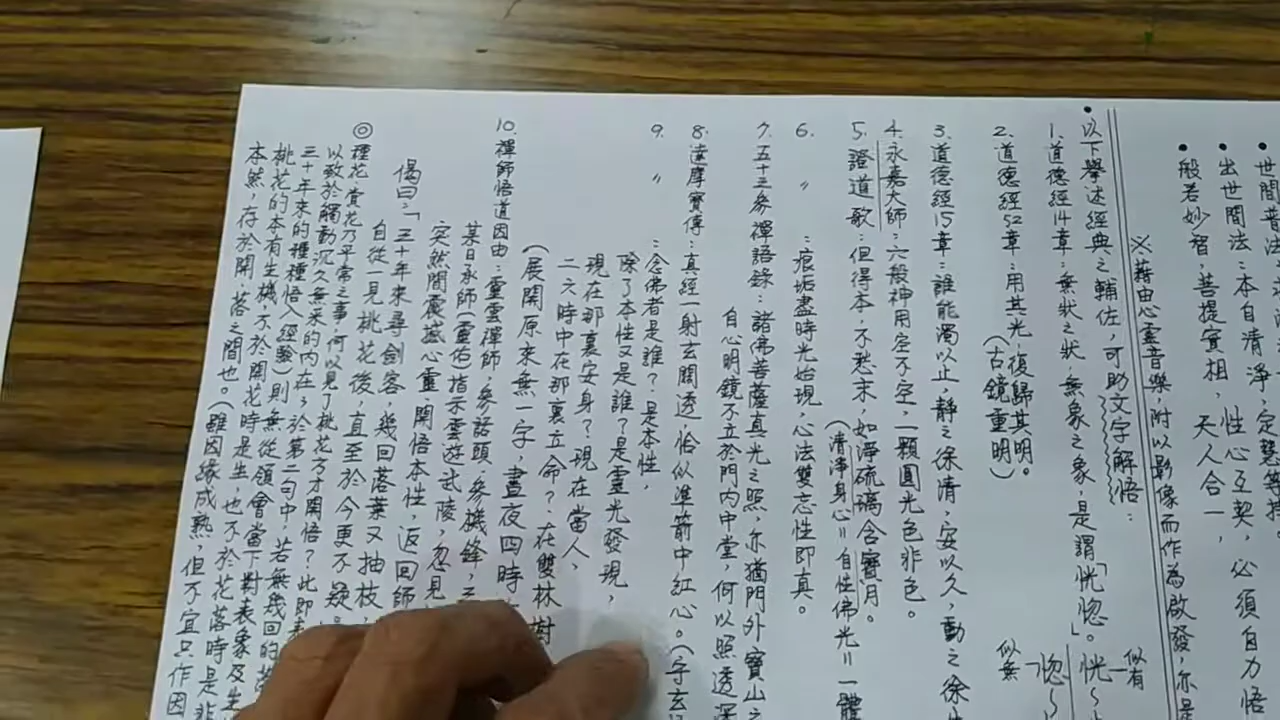 世間普法
出世間法：本自清淨，定慧等持
性心互契，必須自力悟
• 般若妙智，菩提實相，天人合一，
※藉由心靈音樂，附以影像而作為啟發，亦是
• 以下舉述經典之輔佐，可助文字解悟：
1. 道德經14章：無狀之狀，無象之象，是謂「恍惚」。恍～ 似有
惚～ 似無
2. 道德經52章：用其光，復歸其明。
(古鏡重明)
3. 道德經15章：誰能濁以止，靜之徐清，安以久，動之徐生
4. 永嘉大師：六般神用空不空，一顆圓光色非色。
5. 證道歌：但得本，不愁末，如淨琉璃含寶月。
(清淨身心=自性佛光=一體
6. 〃：痕垢盡時光始現，心法雙忘性即真。
7. 五十三參禪語錄：諸佛菩薩真光之照，亦猶門外寶山之
自心明鏡不立於門內中堂，何以照透深
8. 達摩寶傳：真經一射玄關透，恰似準箭中紅心。(字玄
9. 〃：念佛者是誰？是本性，
除了本性又是誰？是靈光發現，
現在那裏安身？現在當人，
二六時中在那裏立命？在雙林樹
(展開原來無一字，晝夜四時
10. 禪師悟道因由：靈雲禪師，參話頭、參機鋒，三
某日永師(靈佑)指示雲遊武陵，忽見
突然間震撼心靈，開悟本性，返回師
偈曰：「三十年來尋劍客，幾回落葉又抽枝，
自從一見桃花後，直至於今更不疑
◎ 種花、賞花乃平常之事，何以見了桃花方才開悟？此即
以致於觸動沉久無釆的內在，於第二句中，若無幾回的落
三十年來的種種悟入經驗)則無從領會當下對表象及生
桃花的本有生機，不於開花時是生，也不於花落時是非
本然，存於開、落之間也。(雖因緣成熟，但不宜只作因